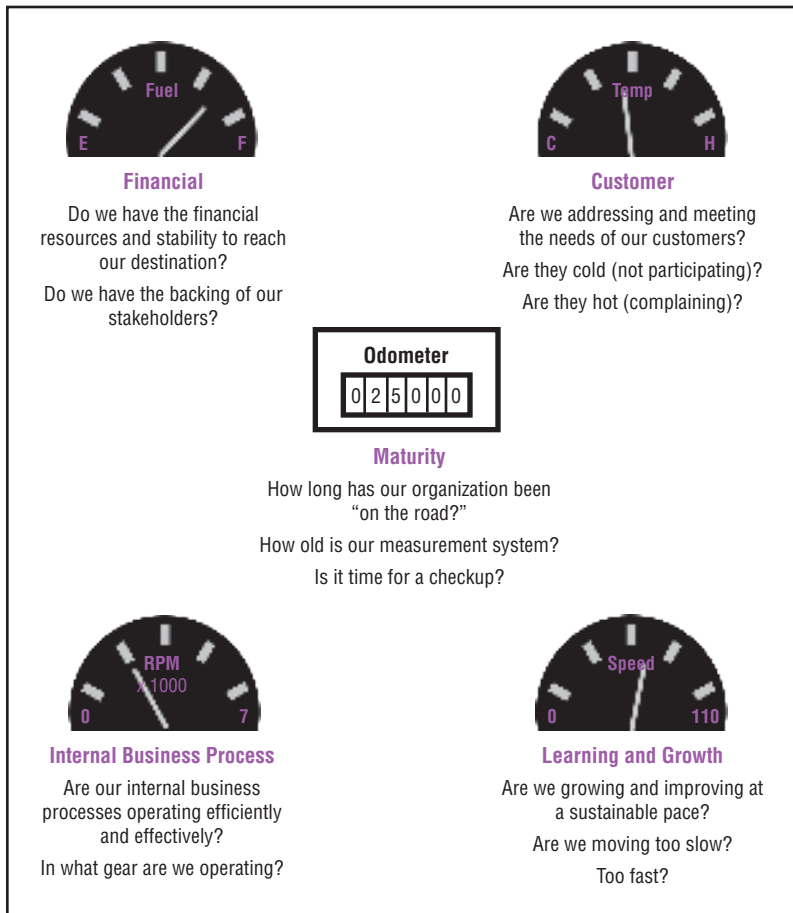 Fuel
E F
Financial
Do we have the financial
resources and stability to reach
our destination?
Do we have the backing of our
stakeholders?
Temp
C H
Customer
Are we addressing and meeting
the needs of our customers?
Are they cold (not participating)?
Are they hot (complaining)?
Odometer
0 2 5 0 0 0
Maturity
How long has our organization been
“on the road?”
How old is our measurement system?
Is it time for a checkup?
RPM
x 1000
0 7
Internal Business Process
Are our internal business
processes operating efficiently
and effectively?
In what gear are we operating?
Speed
0 110
Learning and Growth
Are we growing and improving at
a sustainable pace?
Are we moving too slow?
Too fast?